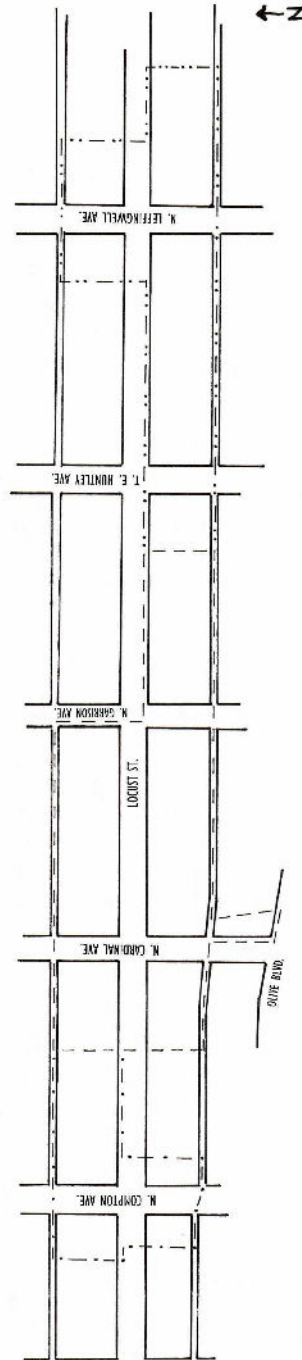 N
N. LEFFINGWELL AVE.
T. E. HUNTLEY AVE.
N. GARRISON AVE.
LOCUST ST.
N. CARDINAL AVE.
OLIVE BLVD.
N. COMPTON AVE.